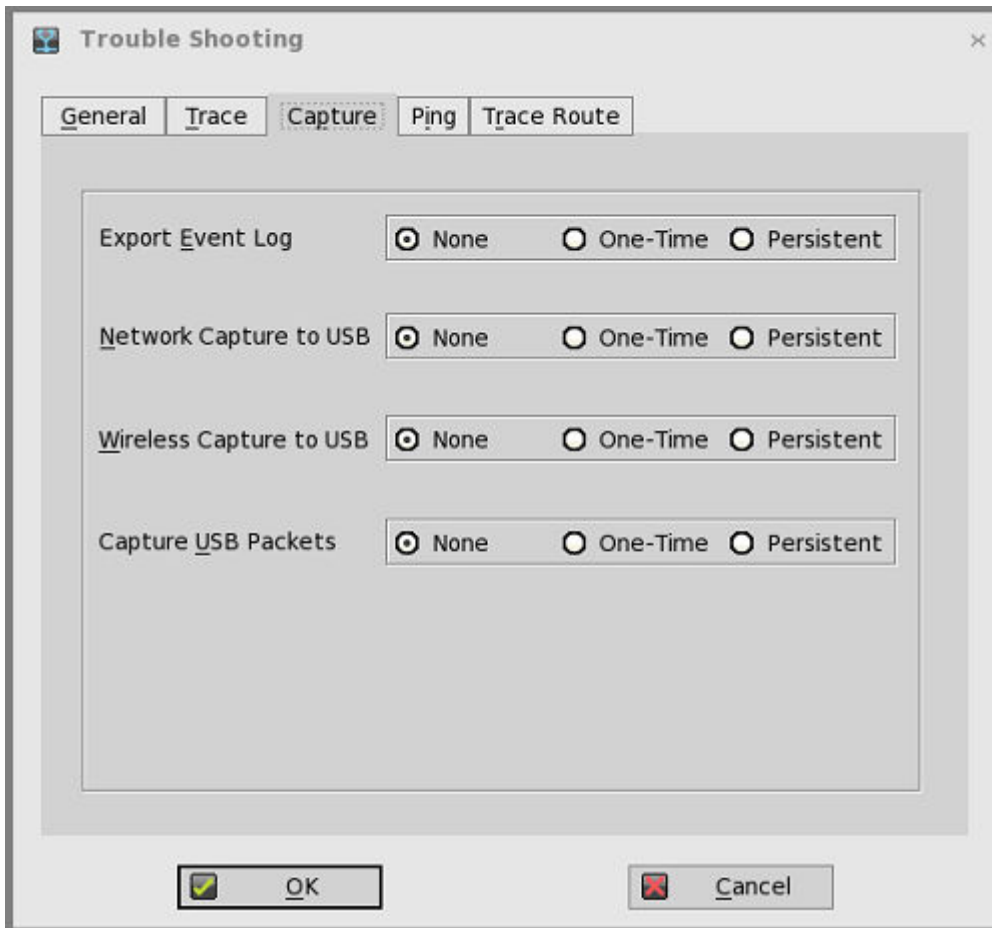 Trouble Shooting
General Trace Capture Ping Trace Route
Export Event Log None One-Time Persistent
Network Capture to USB None One-Time Persistent
Wireless Capture to USB None One-Time Persistent
Capture USB Packets None One-Time Persistent
OK Cancel